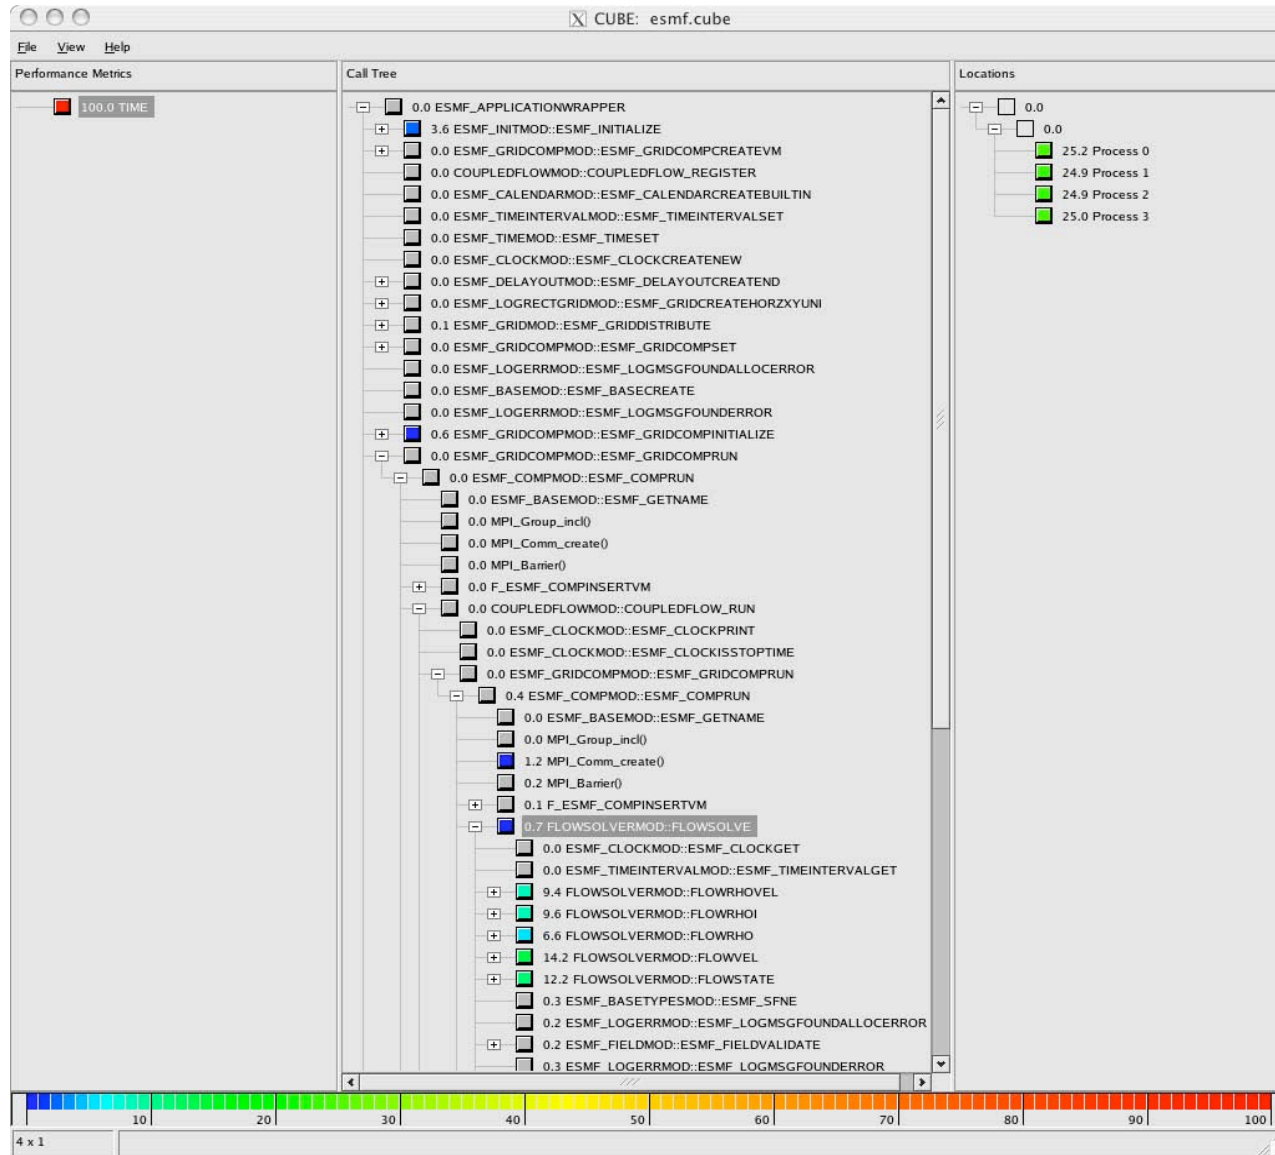 X CUBE: esmf.cube
File View Help
Performance Metrics
100.0 TIME
Call Tree
0.0 ESMF_APPLICATIONWRAPPER
3.6 ESMF_INITMOD::ESMF_INITIALIZE
0.0 ESMF_GRIDCOMPMOD::ESMF_GRIDCOMPCREATEVM
0.0 COUPLEDFLOWMOD::COUPLEDFLOW_REGISTER
0.0 ESMF_CALENDARMOD::ESMF_CALENDARCREATEBUILTIN
0.0 ESMF_TIMEINTERVALMOD::ESMF_TIMEINTERVALSET
0.0 ESMF_TIMEMOD::ESMF_TIMESET
0.0 ESMF_CLOCKMOD::ESMF_CLOCKCREATENEW
0.0 ESMF_DELAYOUTMOD::ESMF_DELAYOUTCREATEND
0.0 ESMF_LOGRECTGRIDMOD::ESMF_GRIDCREATEHORZXYUNI
0.1 ESMF_GRIDMOD::ESMF_GRIDDISTRIBUTE
0.0 ESMF_GRIDCOMPMOD::ESMF_GRIDCOMPSET
0.0 ESMF_LOGERRMOD::ESMF_LOGMSGFOUNDALLOCERROR
0.0 ESMF_BASEMOD::ESMF_BASECREATE
0.0 ESMF_LOGERRMOD::ESMF_LOGMSGFOUNDERROR
0.6 ESMF_GRIDCOMPMOD::ESMF_GRIDCOMPINITIALIZE
0.0 ESMF_GRIDCOMPMOD::ESMF_GRIDCOMPRUN
0.0 ESMF_COMPMOD::ESMF_COMPRUN
0.0 ESMF_BASEMOD::ESMF_GETNAME
0.0 MPI_Group_incl()
0.0 MPI_Comm_create()
0.0 MPI_Barrier()
0.0 F_ESMF_COMPINSERTVM
0.0 COUPLEDFLOWMOD::COUPLEDFLOW_RUN
0.0 ESMF_CLOCKMOD::ESMF_CLOCKPRINT
0.0 ESMF_CLOCKMOD::ESMF_CLOCKISSTOPTIME
0.0 ESMF_GRIDCOMPMOD::ESMF_GRIDCOMPRUN
0.4 ESMF_COMPMOD::ESMF_COMPRUN
0.0 ESMF_BASEMOD::ESMF_GETNAME
0.0 MPI_Group_incl()
1.2 MPI_Comm_create()
0.2 MPI_Barrier()
0.1 F_ESMF_COMPINSERTVM
0.7 FLOWSOLVERMOD::FLOWSOLVE
0.0 ESMF_CLOCKMOD::ESMF_CLOCKGET
0.0 ESMF_TIMEINTERVALMOD::ESMF_TIMEINTERVALGET
9.4 FLOWSOLVERMOD::FLOWRHOVEL
9.6 FLOWSOLVERMOD::FLOWRHOI
6.6 FLOWSOLVERMOD::FLOWRHO
14.2 FLOWSOLVERMOD::FLOWVEL
12.2 FLOWSOLVERMOD::FLOWSTATE
0.3 ESMF_BASETYPESMOD::ESMF_SFNE
0.2 ESMF_LOGERRMOD::ESMF_LOGMSGFOUNDALLOCERROR
0.2 ESMF_FIELDMOD::ESMF_FIELDVALIDATE
0.3 ESMF_LOGERRMOD::ESMF_LOGMSGFOUNDERROR
Locations
0.0
0.0
25.2 Process 0
24.9 Process 1
24.9 Process 2
25.0 Process 3
10 20 30 40 50 60 70 80 90 100
4 x 1